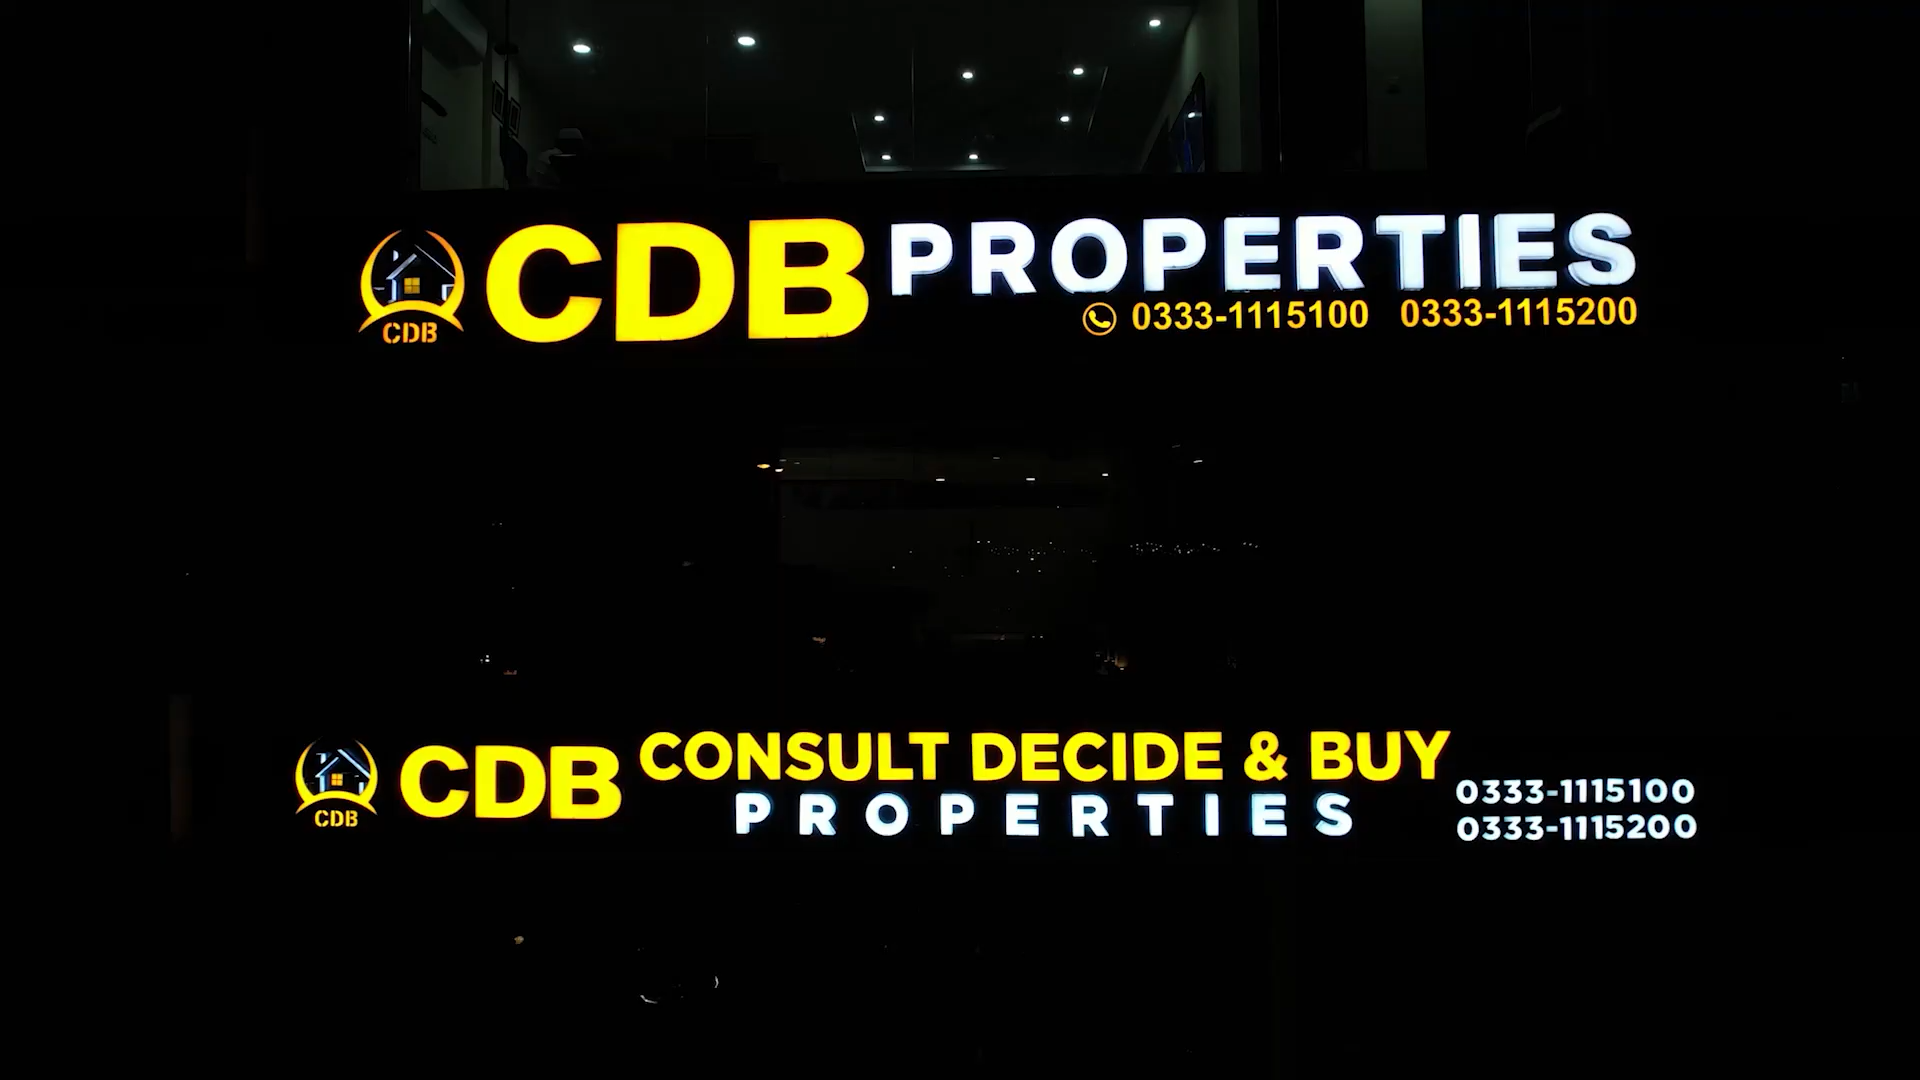 CDB PROPERTIES
CDB
0333-1115100 0333-1115200
CDB CONSULT DECIDE & BUY
PROPERTIES
CDB
0333-1115100
0333-1115200